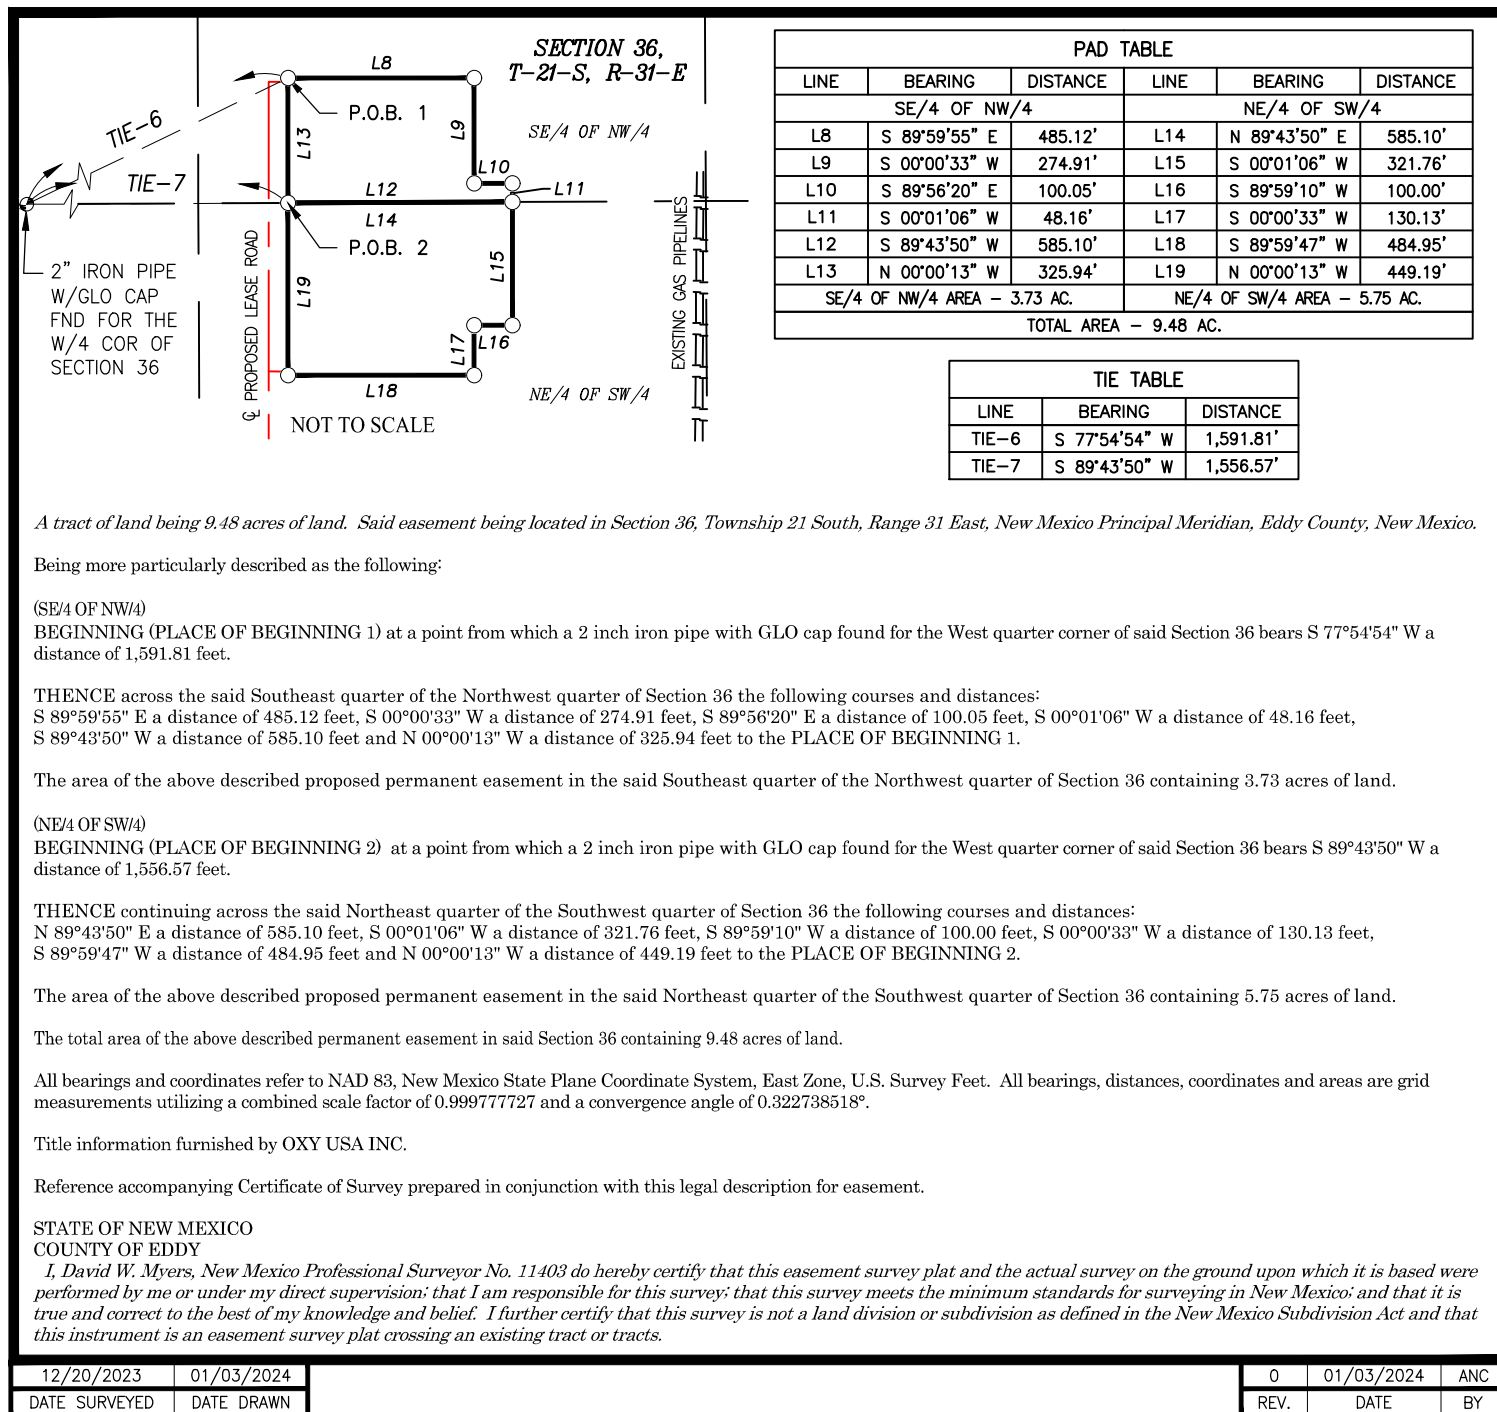 SECTION 36,
T-21-S, R-31-E
L8
P.O.B. 1
TIE-6
L13
L9
SE/4 OF NW/4
L10
TIE-7
L12
L11
L14
P.O.B. 2
2" IRON PIPE
W/GLO CAP
FND FOR THE
W/4 COR OF
SECTION 36
℄ PROPOSED LEASE ROAD
L19
L15
EXISTING GAS PIPELINES
L17
L16
L18
NE/4 OF SW/4
NOT TO SCALE
PAD TABLE
LINE BEARING DISTANCE LINE BEARING DISTANCE
SE/4 OF NW/4 NE/4 OF SW/4
L8 S 89°59'55" E 485.12' L14 N 89°43'50" E 585.10'
L9 S 00°00'33" W 274.91' L15 S 00°01'06" W 321.76'
L10 S 89°56'20" E 100.05' L16 S 89°59'10" W 100.00'
L11 S 00°01'06" W 48.16' L17 S 00°00'33" W 130.13'
L12 S 89°43'50" W 585.10' L18 S 89°59'47" W 484.95'
L13 N 00°00'13" W 325.94' L19 N 00°00'13" W 449.19'
SE/4 OF NW/4 AREA - 3.73 AC. NE/4 OF SW/4 AREA - 5.75 AC.
TOTAL AREA - 9.48 AC.
TIE TABLE
LINE BEARING DISTANCE
TIE-6 S 77°54'54" W 1,591.81'
TIE-7 S 89°43'50" W 1,556.57'
A tract of land being 9.48 acres of land. Said easement being located in Section 36, Township 21 South, Range 31 East, New Mexico Principal Meridian, Eddy County, New Mexico.
Being more particularly described as the following:
(SE/4 OF NW/4)
BEGINNING (PLACE OF BEGINNING 1) at a point from which a 2 inch iron pipe with GLO cap found for the West quarter corner of said Section 36 bears S 77°54'54" W a
distance of 1,591.81 feet.
THENCE across the said Southeast quarter of the Northwest quarter of Section 36 the following courses and distances:
S 89°59'55" E a distance of 485.12 feet, S 00°00'33" W a distance of 274.91 feet, S 89°56'20" E a distance of 100.05 feet, S 00°01'06" W a distance of 48.16 feet,
S 89°43'50" W a distance of 585.10 feet and N 00°00'13" W a distance of 325.94 feet to the PLACE OF BEGINNING 1.
The area of the above described proposed permanent easement in the said Southeast quarter of the Northwest quarter of Section 36 containing 3.73 acres of land.
(NE/4 OF SW/4)
BEGINNING (PLACE OF BEGINNING 2) at a point from which a 2 inch iron pipe with GLO cap found for the West quarter corner of said Section 36 bears S 89°43'50" W a
distance of 1,556.57 feet.
THENCE continuing across the said Northeast quarter of the Southwest quarter of Section 36 the following courses and distances:
N 89°43'50" E a distance of 585.10 feet, S 00°01'06" W a distance of 321.76 feet, S 89°59'10" W a distance of 100.00 feet, S 00°00'33" W a distance of 130.13 feet,
S 89°59'47" W a distance of 484.95 feet and N 00°00'13" W a distance of 449.19 feet to the PLACE OF BEGINNING 2.
The area of the above described proposed permanent easement in the said Northeast quarter of the Southwest quarter of Section 36 containing 5.75 acres of land.
The total area of the above described permanent easement in said Section 36 containing 9.48 acres of land.
All bearings and coordinates refer to NAD 83, New Mexico State Plane Coordinate System, East Zone, U.S. Survey Feet. All bearings, distances, coordinates and areas are grid
measurements utilizing a combined scale factor of 0.999777727 and a convergence angle of 0.322738518°.
Title information furnished by OXY USA INC.
Reference accompanying Certificate of Survey prepared in conjunction with this legal description for easement.
STATE OF NEW MEXICO
COUNTY OF EDDY
I, David W. Myers, New Mexico Professional Surveyor No. 11403 do hereby certify that this easement survey plat and the actual survey on the ground upon which it is based were
performed by me or under my direct supervision; that I am responsible for this survey; that this survey meets the minimum standards for surveying in New Mexico; and that it is
true and correct to the best of my knowledge and belief. I further certify that this survey is not a land division or subdivision as defined in the New Mexico Subdivision Act and that
this instrument is an easement survey plat crossing an existing tract or tracts.
12/20/2023 01/03/2024 0 01/03/2024 ANC
DATE SURVEYED DATE DRAWN REV. DATE BY